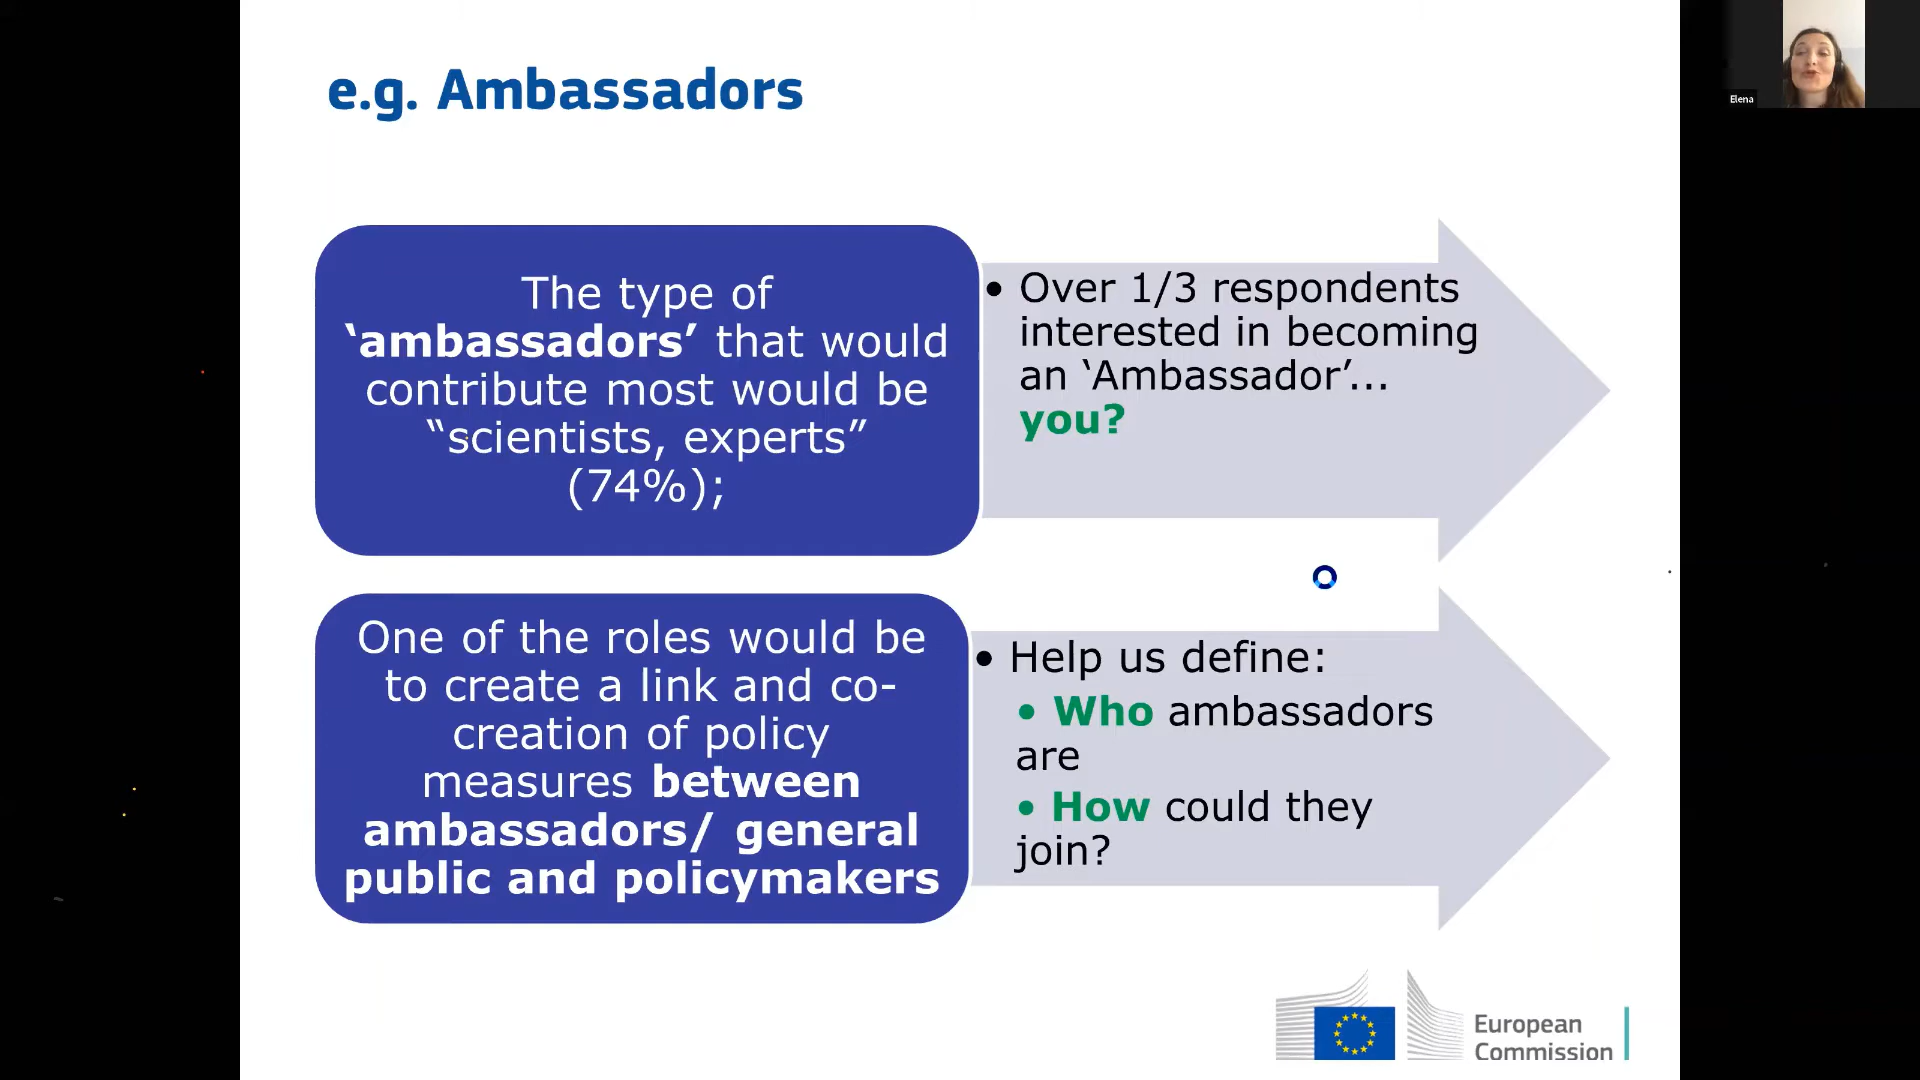 e.g. Ambassadors
Elena
The type of
‘ambassadors’ that would
contribute most would be
“scientists, experts”
(74%);
• Over 1/3 respondents
interested in becoming
an ‘Ambassador’...
you?
One of the roles would be
to create a link and co-
creation of policy
measures between
ambassadors/ general
public and policymakers
• Help us define:
• Who ambassadors
are
• How could they
join?
European
Commission